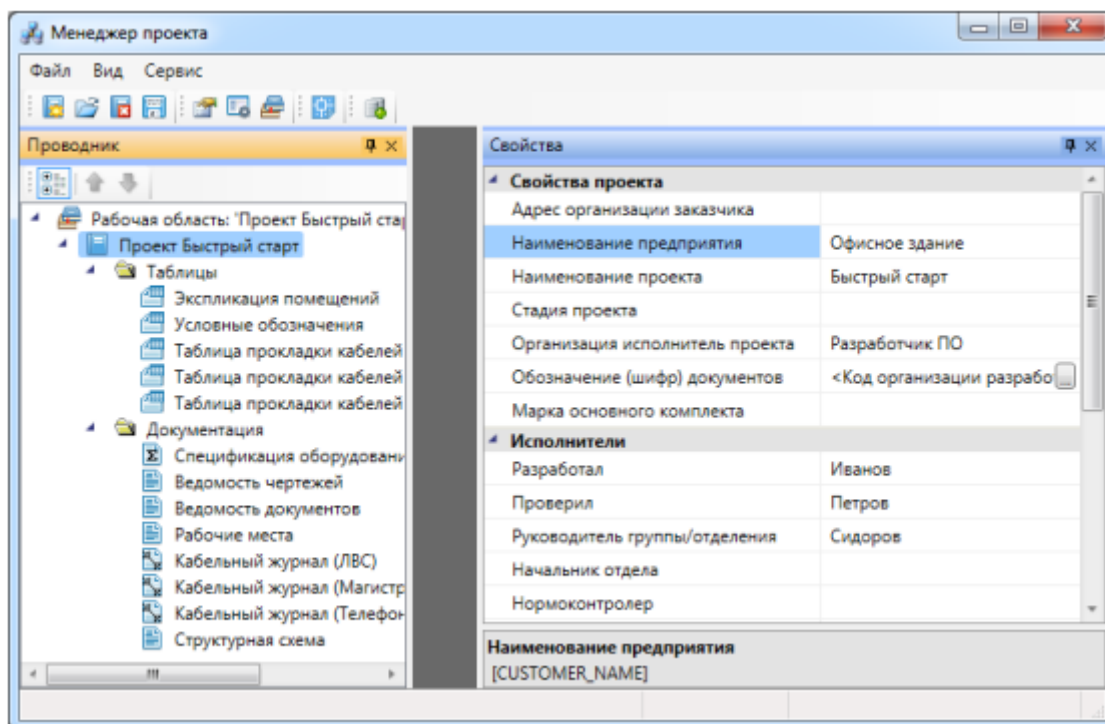 Менеджер проекта
Файл Вид Сервис
Проводник
Рабочая область: "Проект Быстрый
Проект Быстрый старт
Таблицы
Экспликация помещений
Условные обозначения
Таблица прокладки кабелей
Таблица прокладки кабелей
Таблица прокладки кабелей
Документация
Спецификация оборудовани
Ведомость чертежей
Ведомость документов
Рабочие места
Кабельный журнал (ЛВС)
Кабельный журнал (Магистр
Кабельный журнал (Телефон
Структурная схема
Свойства
Свойства проекта
Адрес организации заказчика
Наименование предприятия Офисное здание
Наименование проекта Быстрый старт
Стадия проекта
Организация исполнитель проекта Разработчик ПО
Обозначение (шифр) документов <Код организации разрабо ...
Марка основного комплекта
Исполнители
Разработал Иванов
Проверил Петров
Руководитель группы/отделения Сидоров
Начальник отдела
Нормоконтролер
Наименование предприятия
[CUSTOMER_NAME]